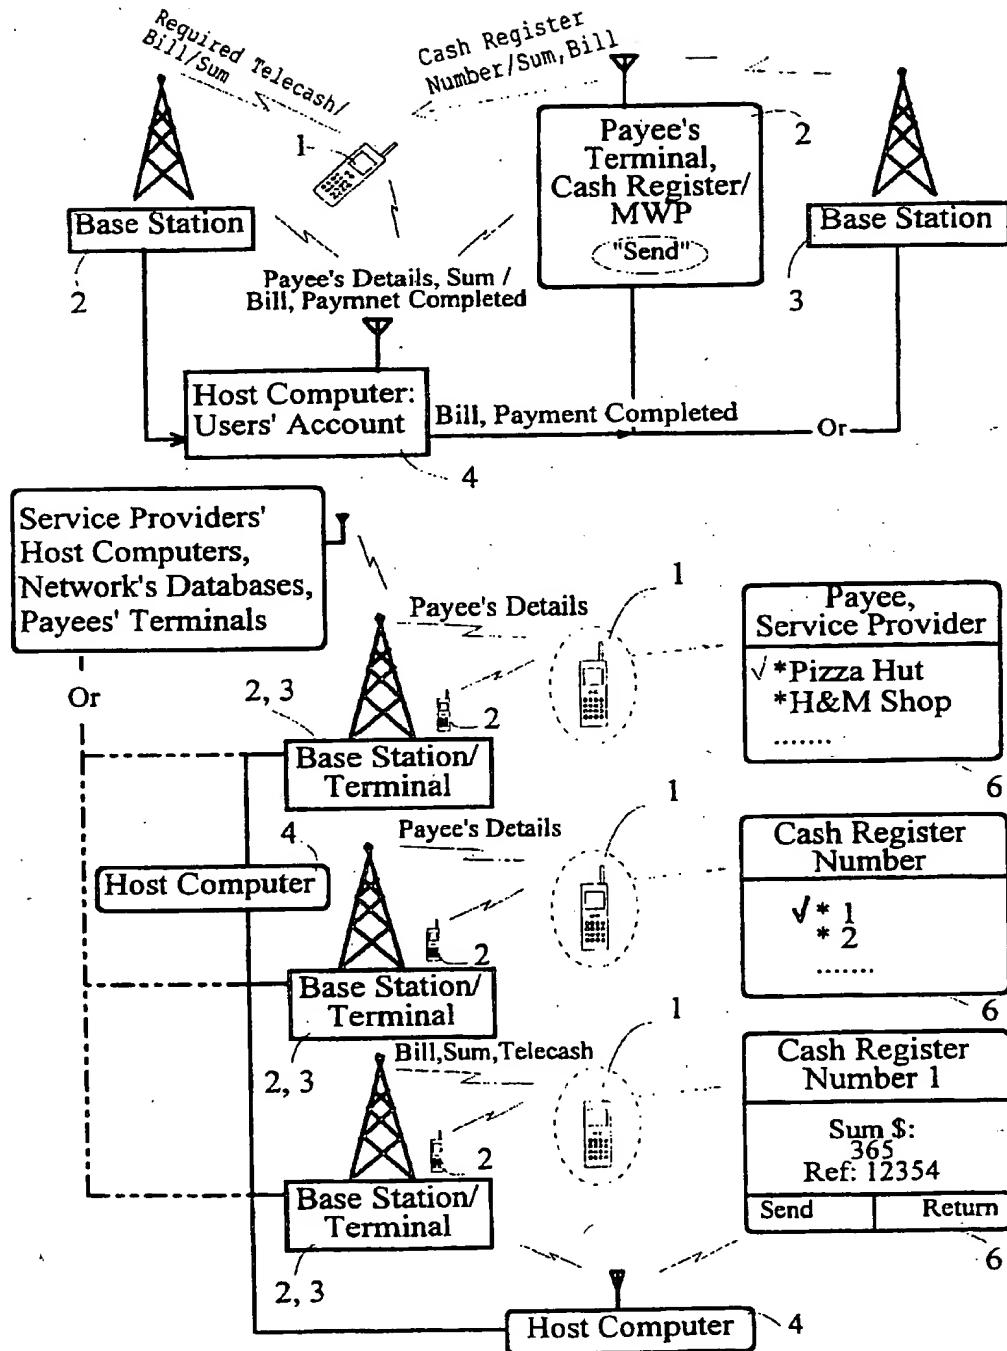 Required Telecash/
Bill/Sum
Cash Register
Number/Sum,Bill
1
Payee's
Terminal,
Cash Register/
MWP
"Send"
2
Base Station
2
Base Station
3
Payee's Details, Sum /
Bill, Paymnet Completed
Host Computer:
Users' Account
Bill, Payment Completed
Or
4
Service Providers'
Host Computers,
Network's Databases,
Payees' Terminals
Or
Payee's Details
1
Payee,
Service Provider
√ *Pizza Hut
*H&M Shop
.......
6
2, 3
2
Base Station/
Terminal
4
Host Computer
Payee's Details
1
Cash Register
Number
√ * 1
* 2
.......
6
2
Base Station/
Terminal
2, 3
Bill,Sum,Telecash
1
Cash Register
Number 1
Sum $:
365
Ref: 12354
Send Return
6
2
Base Station/
Terminal
2, 3
Host Computer
4